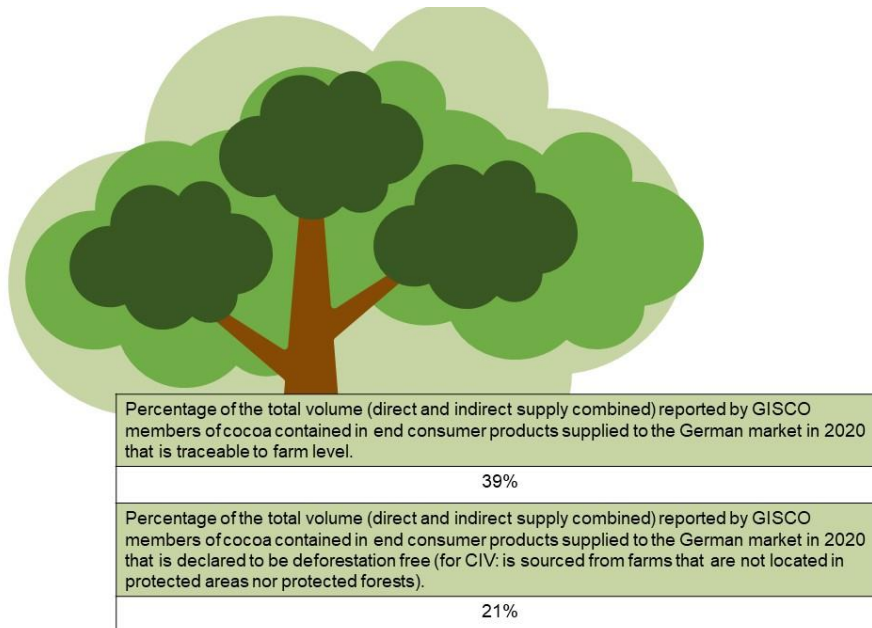 Percentage of the total volume (direct and indirect supply combined) reported by GISCO
members of cocoa contained in end consumer products supplied to the German market in 2020
that is traceable to farm level.
39%
Percentage of the total volume (direct and indirect supply combined) reported by GISCO
members of cocoa contained in end consumer products supplied to the German market in 2020
that is declared to be deforestation free (for CIV: is sourced from farms that are not located in
protected areas nor protected forests).
21%